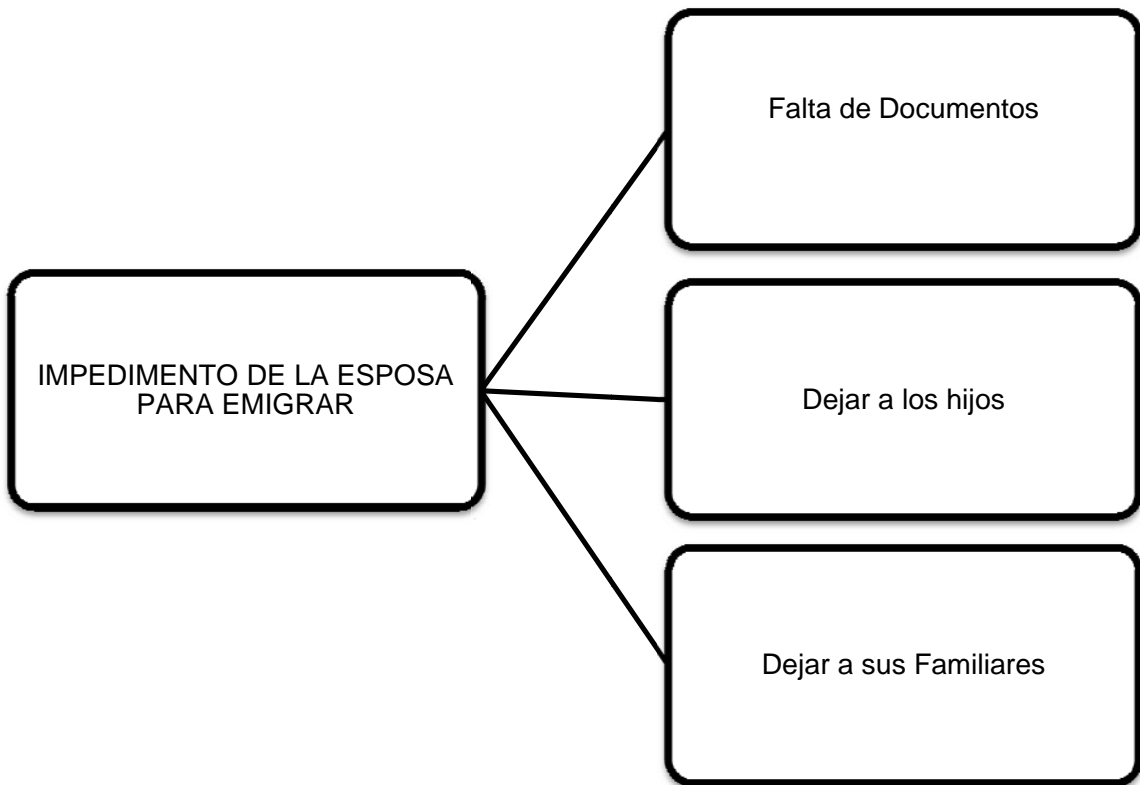 IMPEDIMENTO DE LA ESPOSA
PARA EMIGRAR
Falta de Documentos
Dejar a los hijos
Dejar a sus Familiares